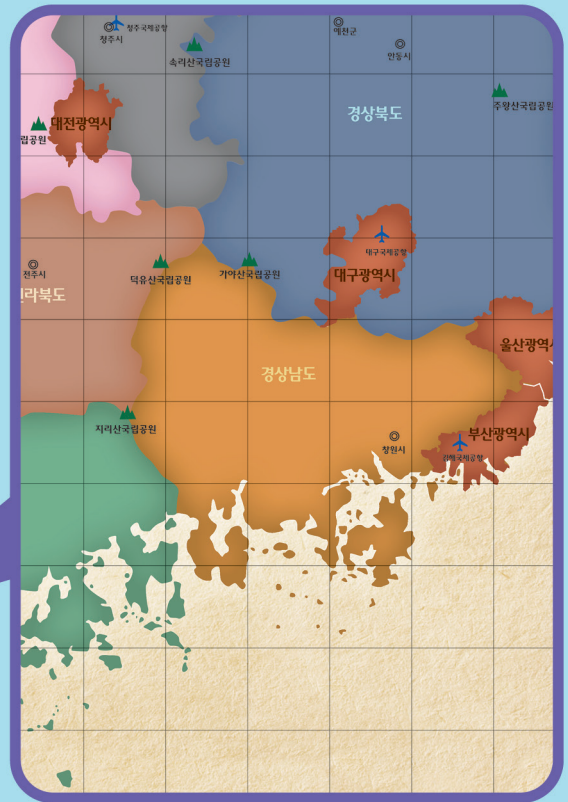 청주국제공항
청주시
예천군
안동시
속리산국립공원
경상북도
주왕산국립공원
대전광역시
립공원
대구국제공항
대구광역시
전주시
덕유산국립공원
가야산국립공원
라북도
울산광역시
경상남도
지리산국립공원
창원시
부산광역시
김해국제공항